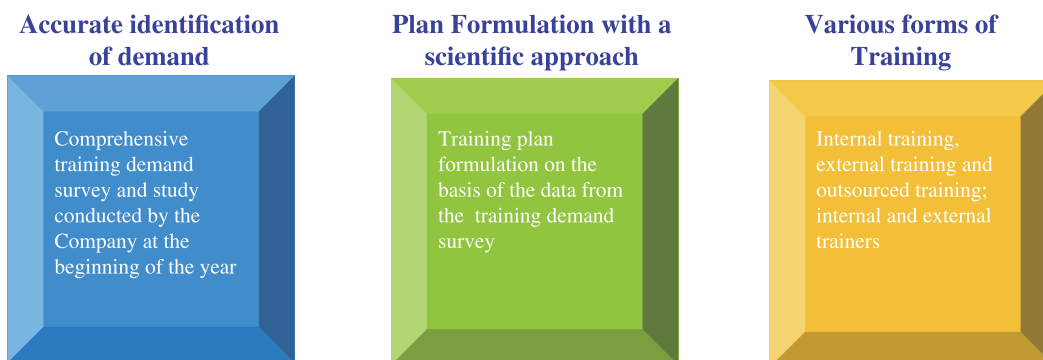 Accurate identification
of demand
Comprehensive
training demand
survey and study
conducted by the
Company at the
beginning of the year
Plan Formulation with a
scientific approach
Training plan
formulation on the
basis of the data from
the  training demand
survey
Various forms of
Training
Internal training,
external training and
outsourced training;
internal and external
trainers